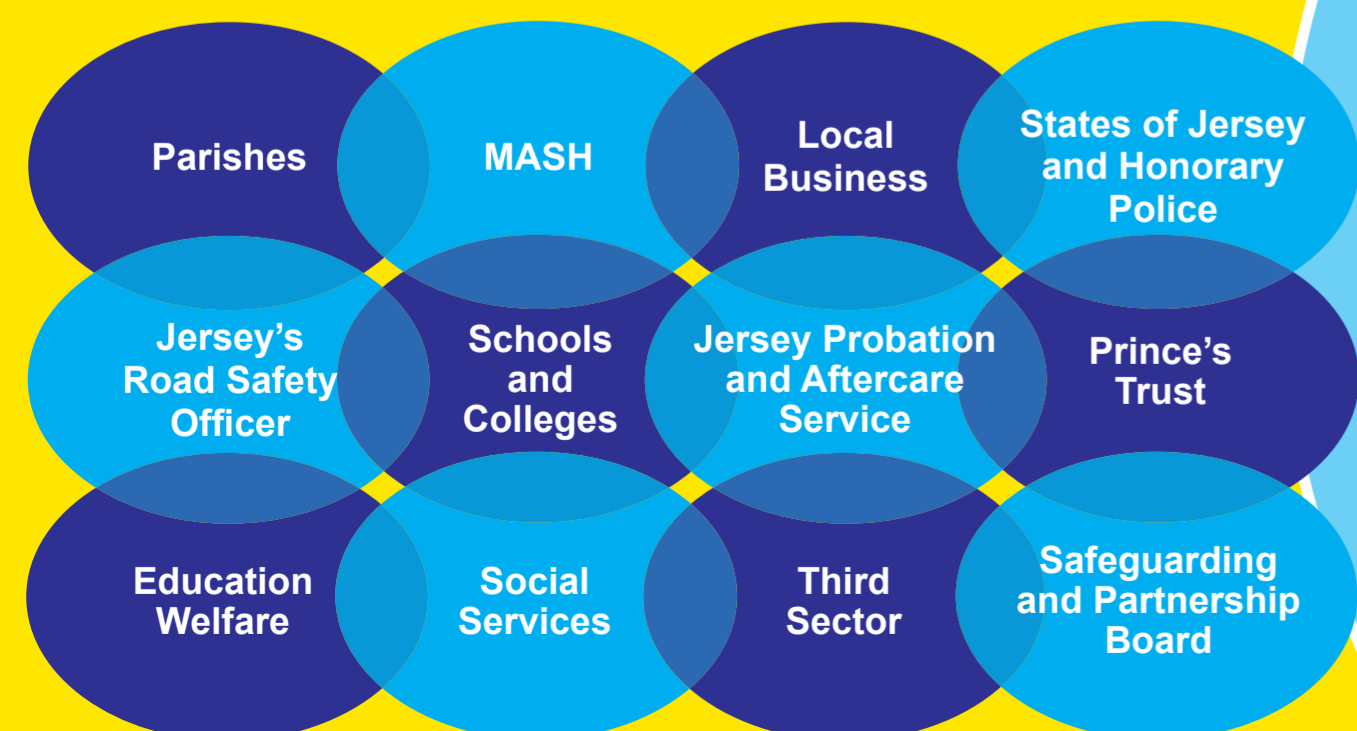 Parishes
MASH
Local
Business
States of Jersey
and Honorary
Police
Jersey’s
Road Safety
Officer
Schools
and
Colleges
Jersey Probation
and Aftercare
Service
Prince’s
Trust
Education
Welfare
Social
Services
Third
Sector
Safeguarding
and Partnership
Board